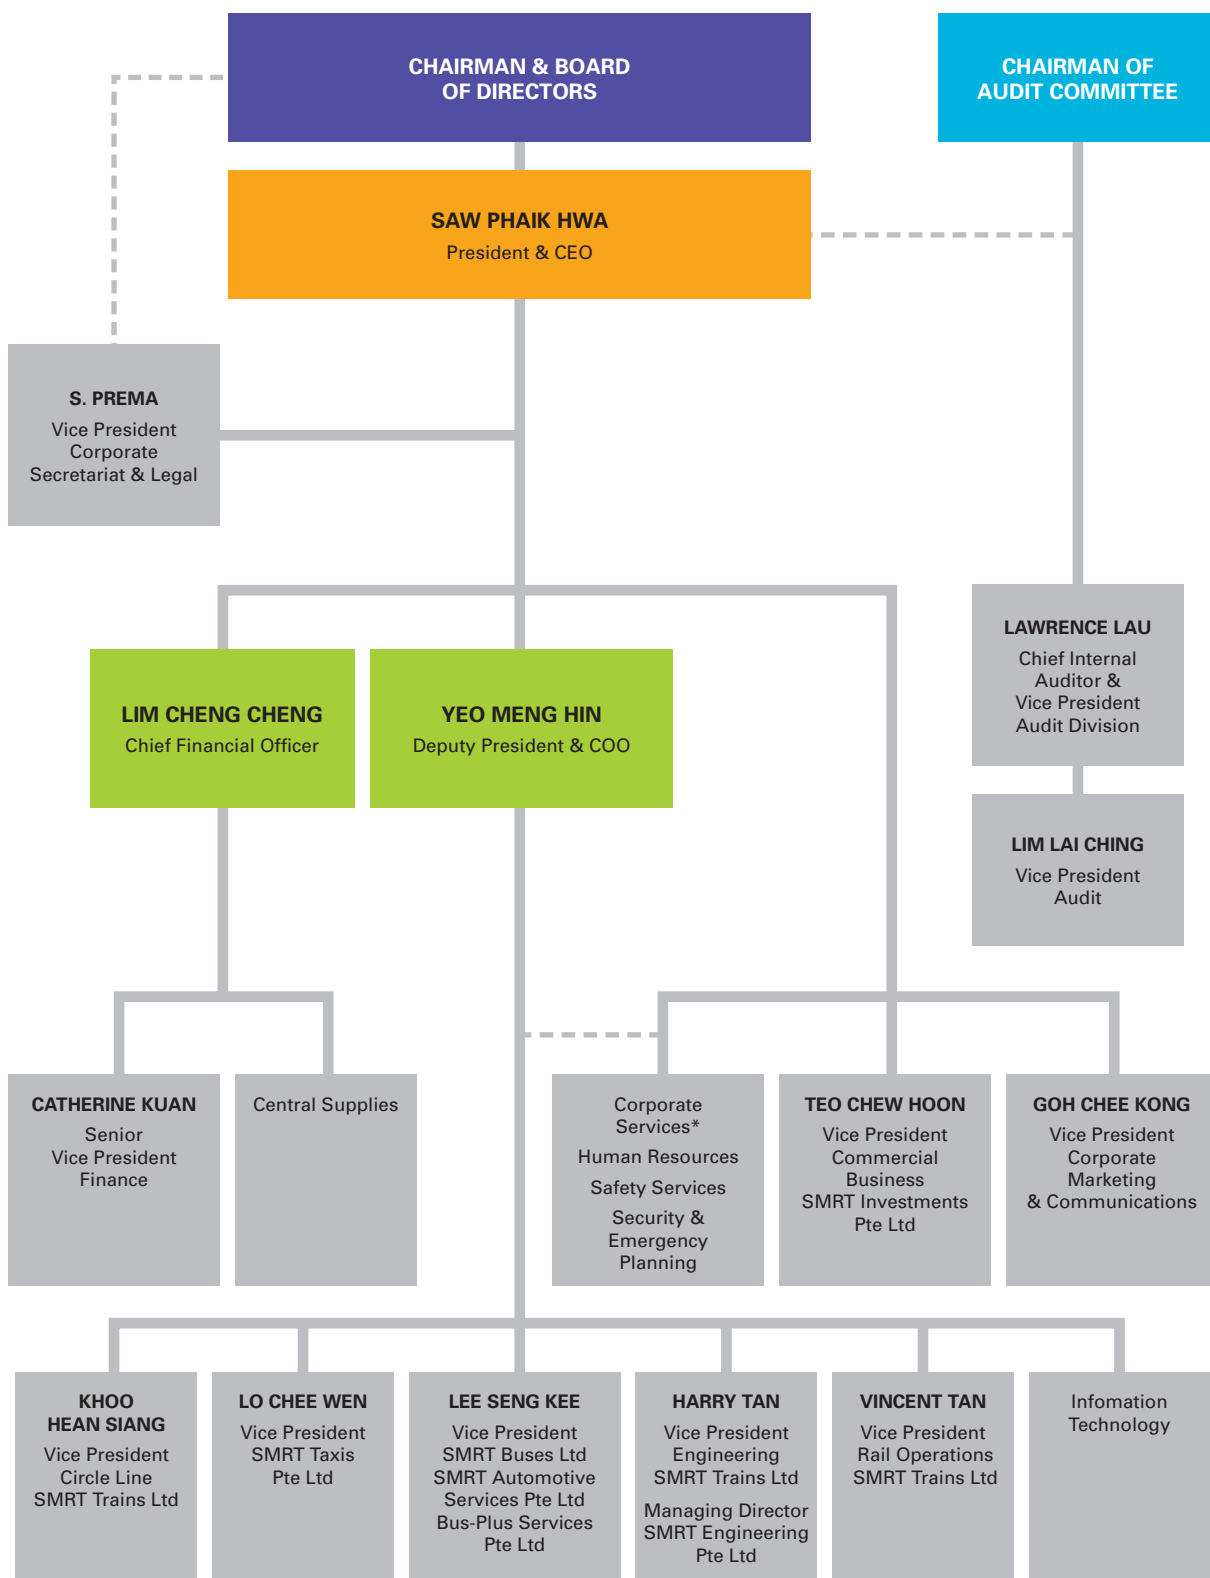 CHAIRMAN & BOARD
OF DIRECTORS
CHAIRMAN OF
AUDIT COMMITTEE
SAW PHAIK HWA
President & CEO
S. PREMA
Vice President
Corporate
Secretariat & Legal
LAWRENCE LAU
Chief Internal
Auditor &
Vice President
Audit Division
LIM CHENG CHENG
Chief Financial Officer
YEO MENG HIN
Deputy President & COO
LIM LAI CHING
Vice President
Audit
CATHERINE KUAN
Senior
Vice President
Finance
Central Supplies
Corporate
Services*
Human Resources
Safety Services
Security &
Emergency
Planning
TEO CHEW HOON
Vice President
Commercial
Business
SMRT Investments
Pte Ltd
GOH CHEE KONG
Vice President
Corporate
Marketing
& Communications
KHOO
HEAN SIANG
Vice President
Circle Line
SMRT Trains Ltd
LO CHEE WEN
Vice President
SMRT Taxis
Pte Ltd
LEE SENG KEE
Vice President
SMRT Buses Ltd
SMRT Automotive
Services Pte Ltd
Bus-Plus Services
Pte Ltd
HARRY TAN
Vice President
Engineering
SMRT Trains Ltd
Managing Director
SMRT Engineering
Pte Ltd
VINCENT TAN
Vice President
Rail Operations
SMRT Trains Ltd
Infomation
Technology